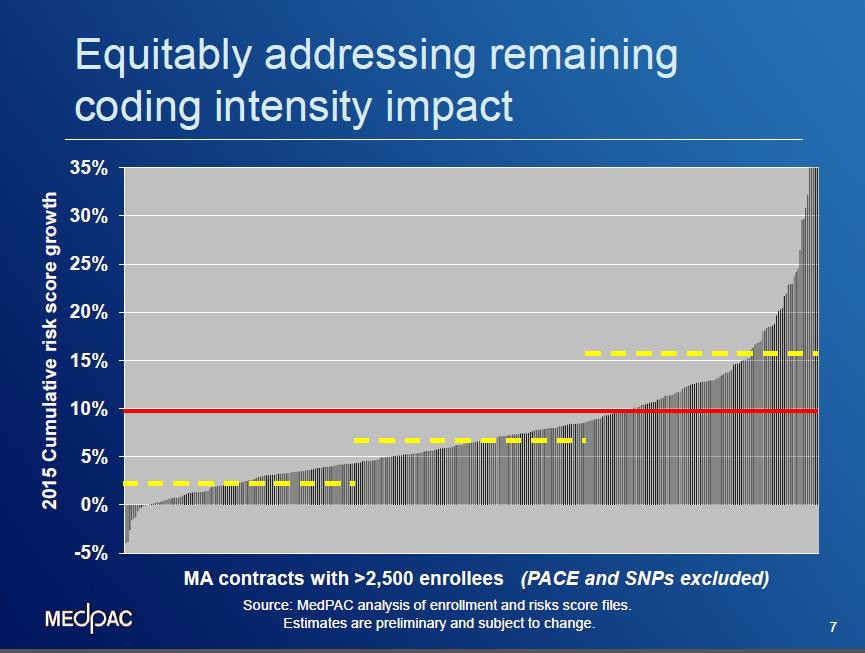 Equitably addressing remaining
coding intensity impact
35%
30%
25%
20%
15%
10%
5%
0%
-5%
2015 Cumulative risk score growth
MA contracts with >2,500 enrollees (PACE and SNPs excluded)
Source: MedPAC analysis of enrollment and risks score files.
Estimates are preliminary and subject to change.
MEdpAC
7